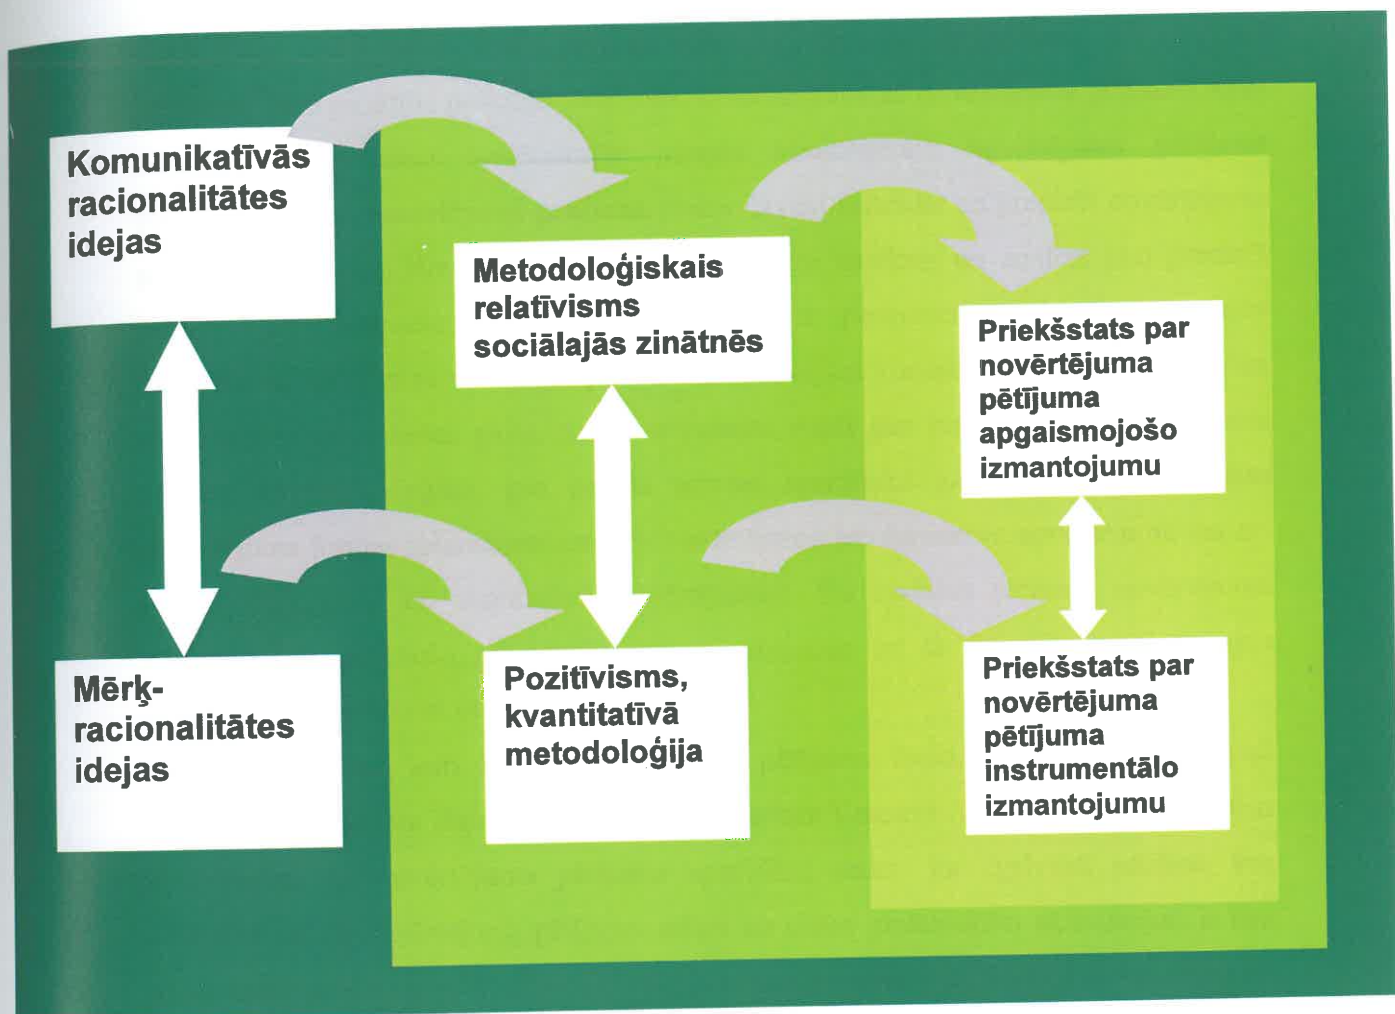 Komunikatīvās
racionalitātes
idejas
Metodoloģiskais
relatīvisms
sociālajās zinātnēs
Priekšstats par
novērtējuma
pētījuma
apgaismojošo
izmantojumu
Mērķ-
racionalitātes
idejas
Pozitīvisms,
kvantitatīvā
metodoloģija
Priekšstats par
novērtējuma
pētījuma
instrumentālo
izmantojumu